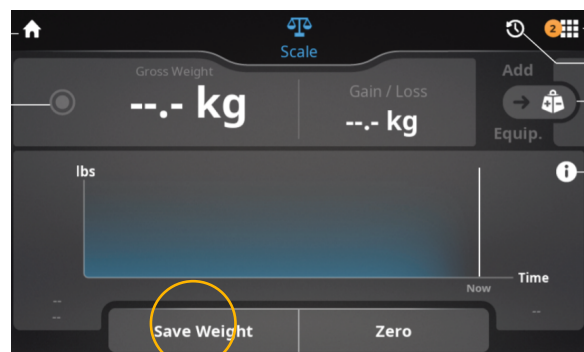 2
Scale
Gross Weight
--.- kg
Gain / Loss
--.- kg
Add
Equip.
lbs
Time
Now
--
--
--
Save Weight
Zero